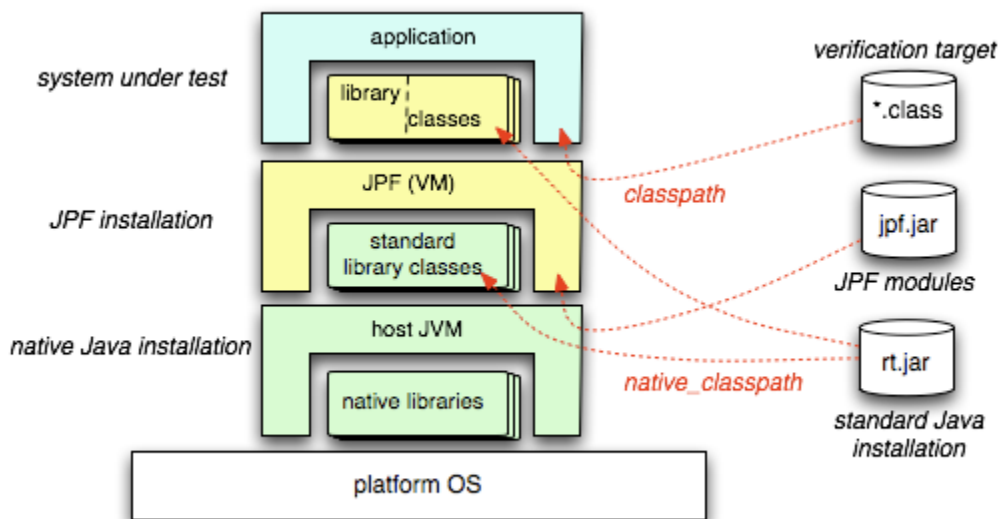 application
verification target
system under test
library
classes
*.class
JPF (VM)
classpath
JPF installation
standard
library classes
jpf.jar
JPF modules
host JVM
native Java installation
native_classpath
rt.jar
native libraries
standard Java
installation
platform OS